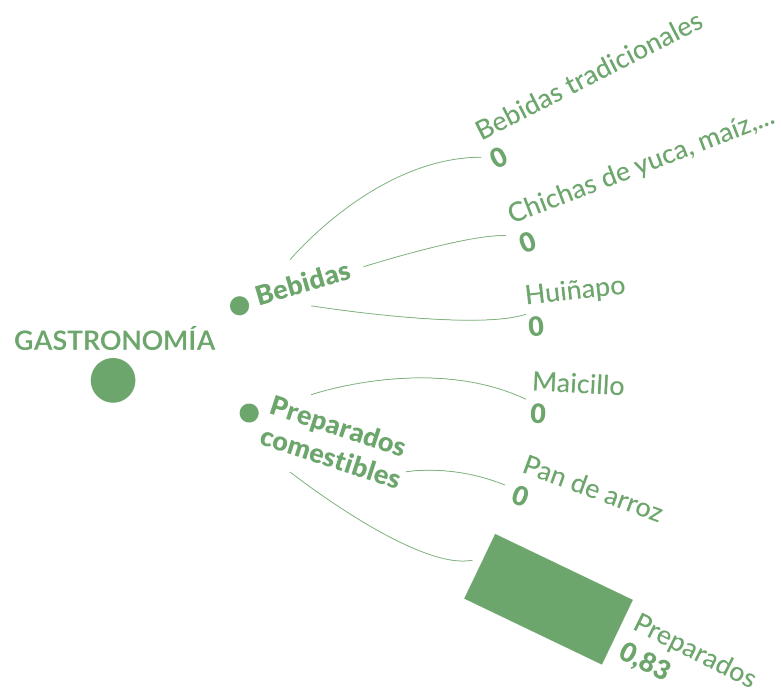 Bebidas tradicionales
0
Chichas de yuca, maíz,...
0
Bebidas
Huiñapo
0
GASTRONOMÍA
Maicillo
0
Preparados
comestibles
Pan de arroz
0
Preparados
0,83